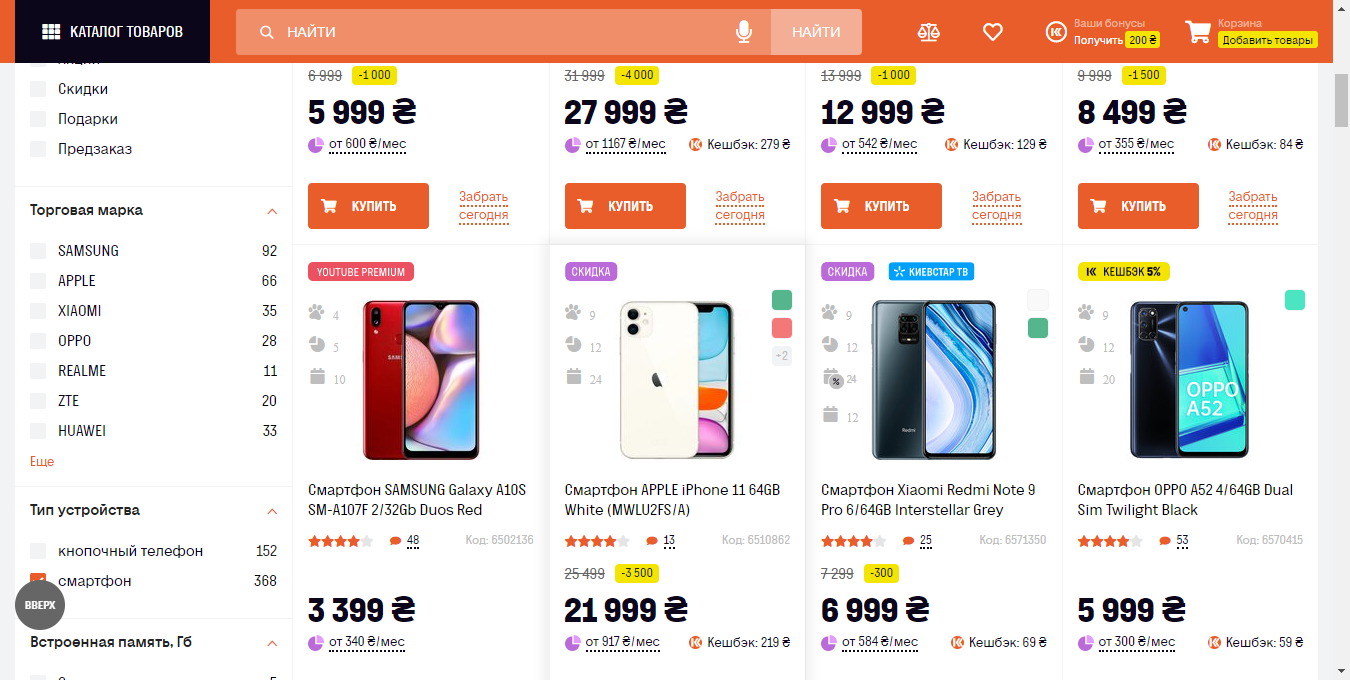 КАТАЛОГ ТОВАРОВ
НАЙТИ
НАЙТИ
Ваши бонусы
Получить 200 ₴
Корзина
Добавить товары
Скидки
Подарки
Предзаказ
Торговая марка
SAMSUNG 92
APPLE 66
XIAOMI 35
OPPO 28
REALME 11
ZTE 20
HUAWEI 33
Еще
Тип устройства
кнопочный телефон 152
смартфон 368
ВВЕРХ
Встроенная память, Гб
6 999 -1 000
5 999 ₴
от 600 ₴/мес
КУПИТЬ
Забрать
сегодня
31 999 -4 000
27 999 ₴
от 1167 ₴/мес
Кешбэк: 279 ₴
КУПИТЬ
Забрать
сегодня
13 999 -1 000
12 999 ₴
от 542 ₴/мес
Кешбэк: 129 ₴
КУПИТЬ
Забрать
сегодня
9 999 -1 500
8 499 ₴
от 355 ₴/мес
Кешбэк: 84 ₴
КУПИТЬ
Забрать
сегодня
YOUTUBE PREMIUM
4
5
10
Смартфон SAMSUNG Galaxy A10S
SM-A107F 2/32Gb Duos Red
48
Код: 6502136
3 399 ₴
от 340 ₴/мес
СКИДКА
9
12
24
+2
Смартфон APPLE iPhone 11 64GB
White (MWLU2FS/A)
13
Код: 6510862
25 499 -3 500
21 999 ₴
от 917 ₴/мес
Кешбэк: 219 ₴
СКИДКА
КИЕВСТАР ТВ
9
12
% 24
12
Redmi
Смартфон Xiaomi Redmi Note 9
Pro 6/64GB Interstellar Grey
25
Код: 6571350
7 299 -300
6 999 ₴
от 584 ₴/мес
Кешбэк: 69 ₴
КЕШБЭК 5%
9
12
20
OPPO
A52
Смартфон OPPO A52 4/64GB Dual
Sim Twilight Black
53
Код: 6570415
5 999 ₴
от 300 ₴/мес
Кешбэк: 59 ₴